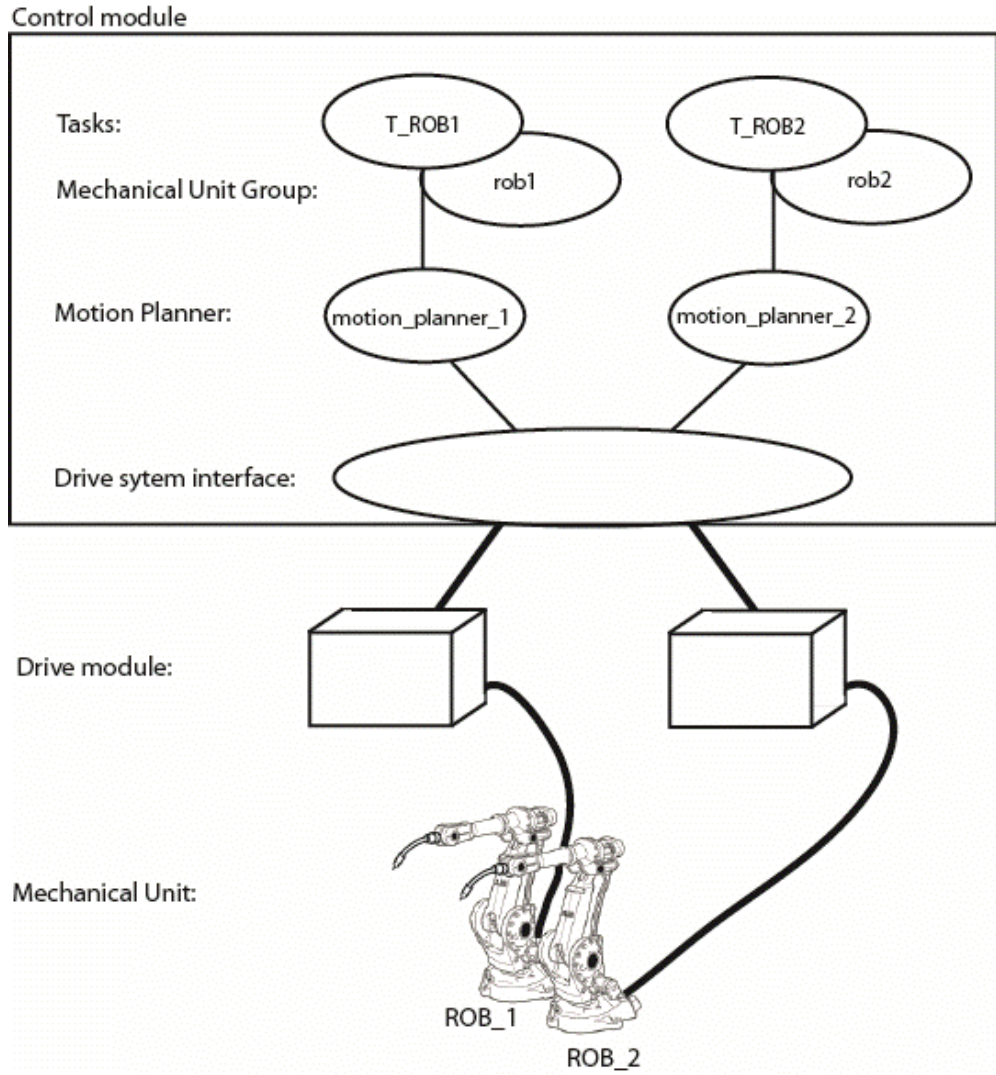 Control module
Tasks:
T_ROB1
T_ROB2
Mechanical Unit Group:
rob1
rob2
Motion Planner:
motion_planner_1
motion_planner_2
Drive sytem interface:
Drive module:
Mechanical Unit:
ROB_1
ROB_2